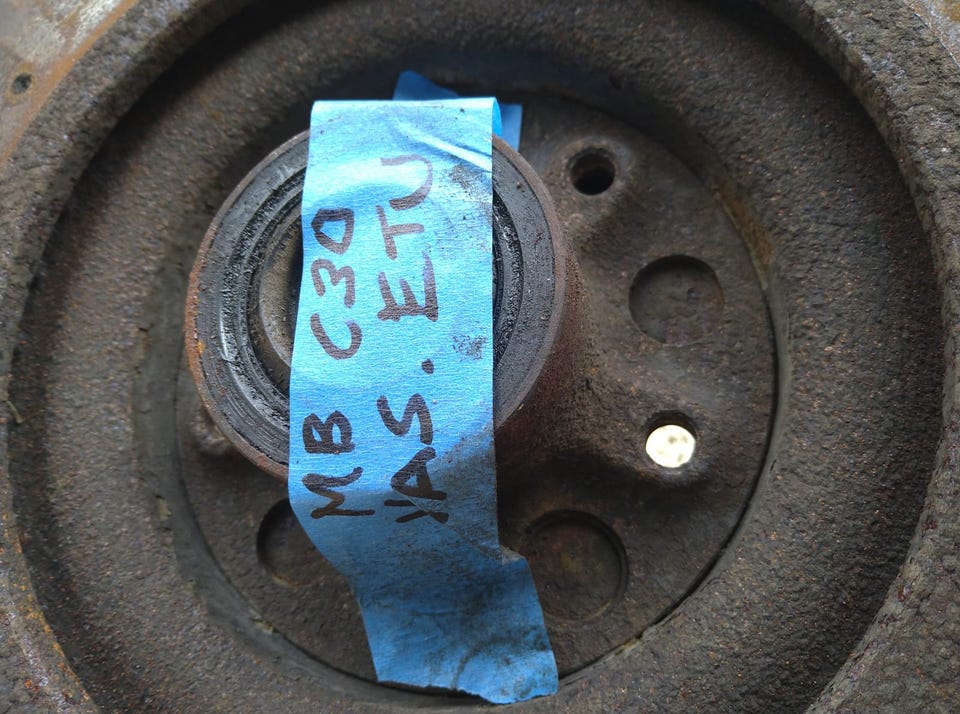 MB C30
VAS. ETU